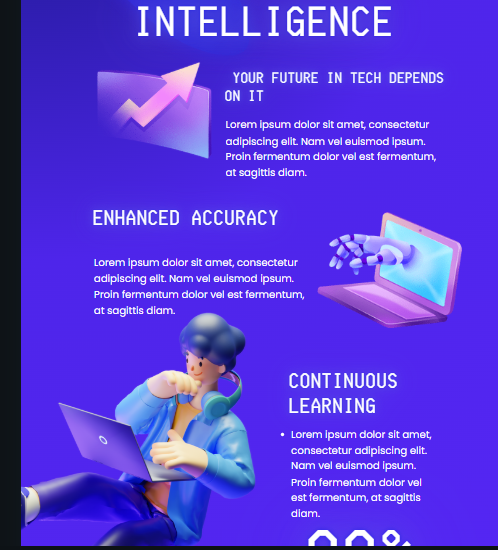 INTELLIGENCE
YOUR FUTURE IN TECH DEPENDS
ON IT
Lorem ipsum dolor sit amet, consectetur
adipiscing elit. Nam vel euismod ipsum.
Proin fermentum dolor vel est fermentum,
at sagittis diam.
ENHANCED ACCURACY
Lorem ipsum dolor sit amet, consectetur
adipiscing elit. Nam vel euismod ipsum.
Proin fermentum dolor vel est fermentum,
at sagittis diam.
CONTINUOUS
LEARNING
• Lorem ipsum dolor sit amet,
consectetur adipiscing elit.
Nam vel euismod ipsum.
Proin fermentum dolor vel
est fermentum, at sagittis
diam.